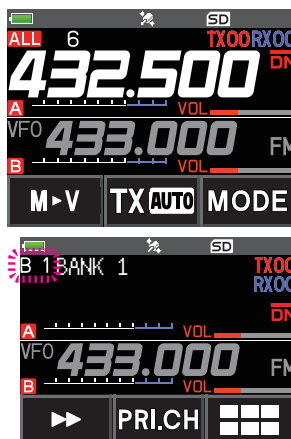 SD
ALL 6 TX00 RX00
432.500 DN
A VOL
VFO 433.000 FM
B VOL
M►V TX AUTO MODE
SD
B 1 BANK 1 TX00
RX00
DN
A VOL
VFO 433.000 FM
B VOL
►► PRI.CH